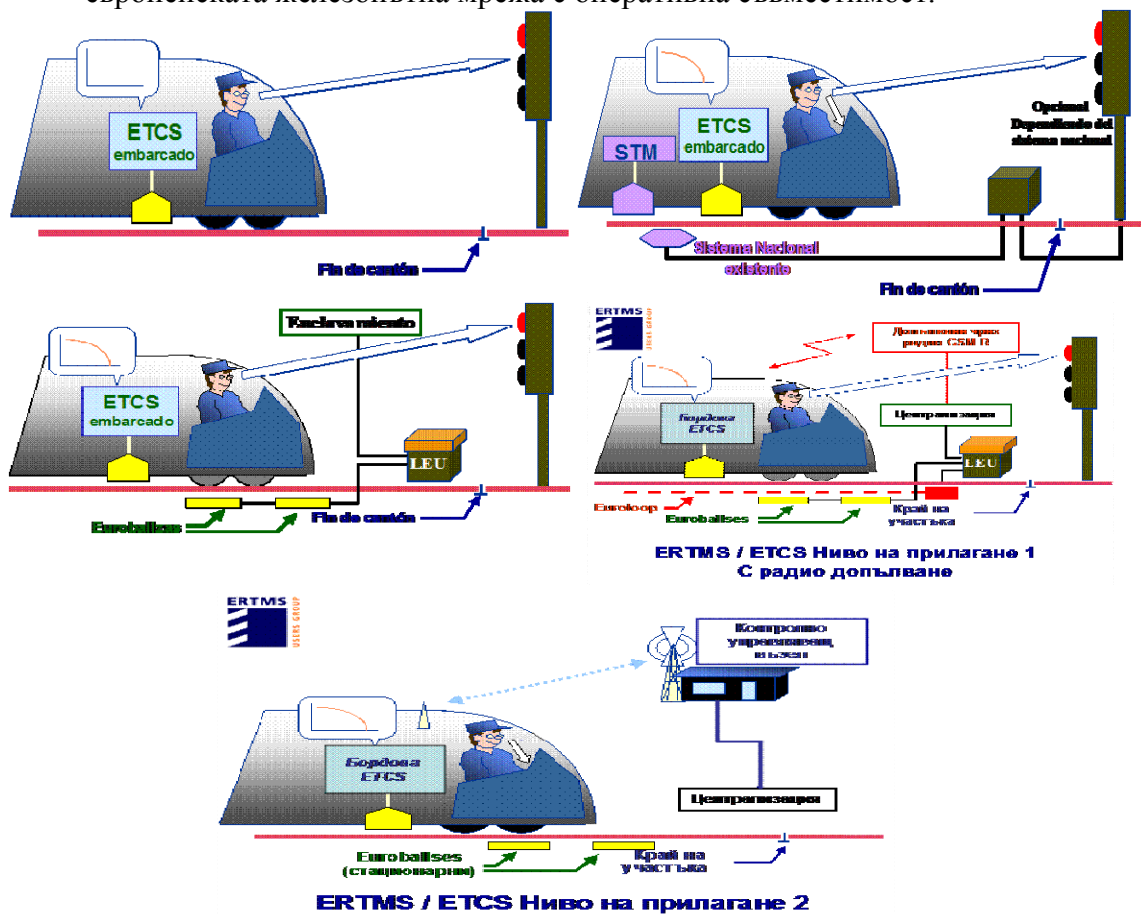 европейската железопътна мрежа с оперативна съвместимост.
ETCS
embarcado
Fin de cantón
STM
ETCS
embarcado
Opcional
Dependiendo del
sistema nacional
Sistema Nacional
existente
Fin de cantón
Enclavamiento
ETCS
embarcado
LEU
Eurobalises
Fin de cantón
ERTMS
USERS GROUP
Допълнение чрез
радио GSM R
Бордова
ETCS
Централизация
LEU
Euroloop
Eurobalises
Край на
участъка
ERTMS / ETCS Ниво на прилагане 1
С радио допълване
ERTMS
USERS GROUP
Контролно
управляващ
възел
Бордова
ETCS
Централизация
Eurobalises
(стационарни)
Край на
участъка
ERTMS / ETCS Ниво на прилагане 2